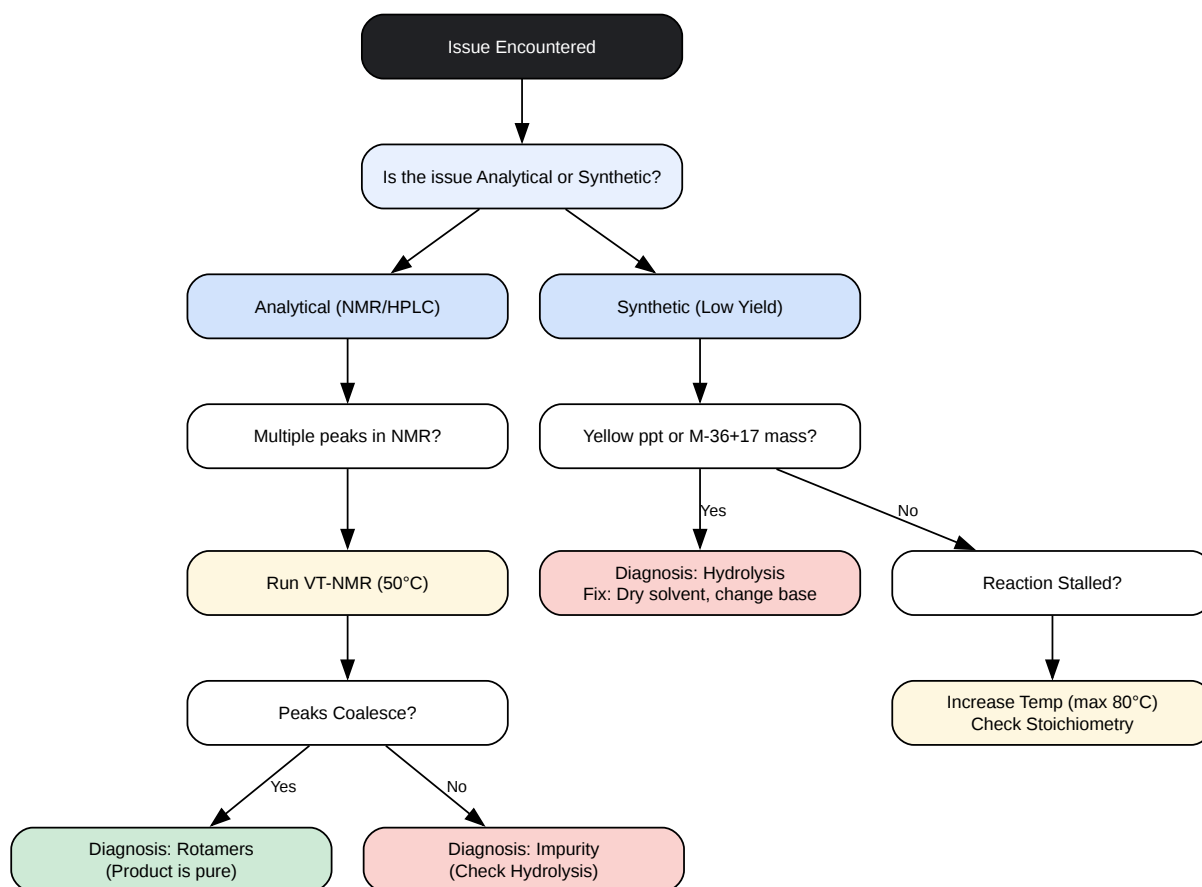 Issue Encountered
Is the issue Analytical or Synthetic?
Analytical (NMR/HPLC)
Synthetic (Low Yield)
Multiple peaks in NMR?
Yellow ppt or M-36+17 mass?
Yes
No
Run VT-NMR (50°C)
Diagnosis: Hydrolysis
Fix: Dry solvent, change base
Reaction Stalled?
Peaks Coalesce?
Increase Temp (max 80°C)
Check Stoichiometry
Yes
No
Diagnosis: Rotamers
(Product is pure)
Diagnosis: Impurity
(Check Hydrolysis)